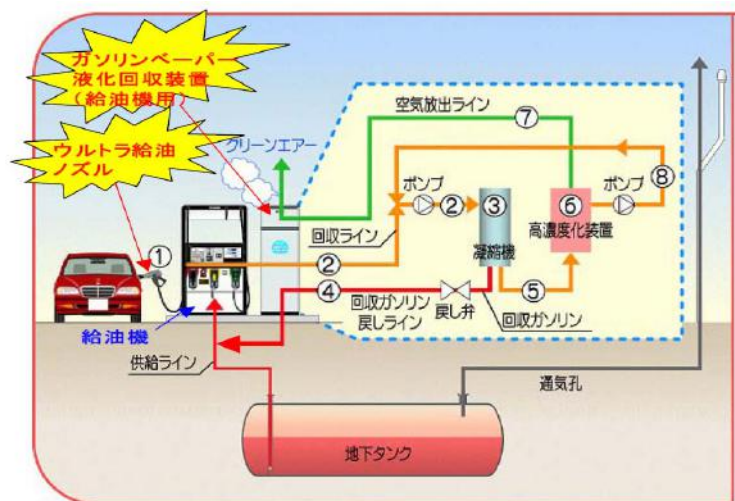 ガソリンベーパー
液化回収装置
(給油機用)
ウルトラ給油
ノズル
クリーンエアー
空気放出ライン
⑦
⑧
ポンプ
②
③
凝縮機
⑥
高濃度化装置
ポンプ
①
回収ライン
②
④
回収ガソリン
戻しライン
戻し弁
⑤
回収ガソリン
給油機
供給ライン
通気孔
地下タンク